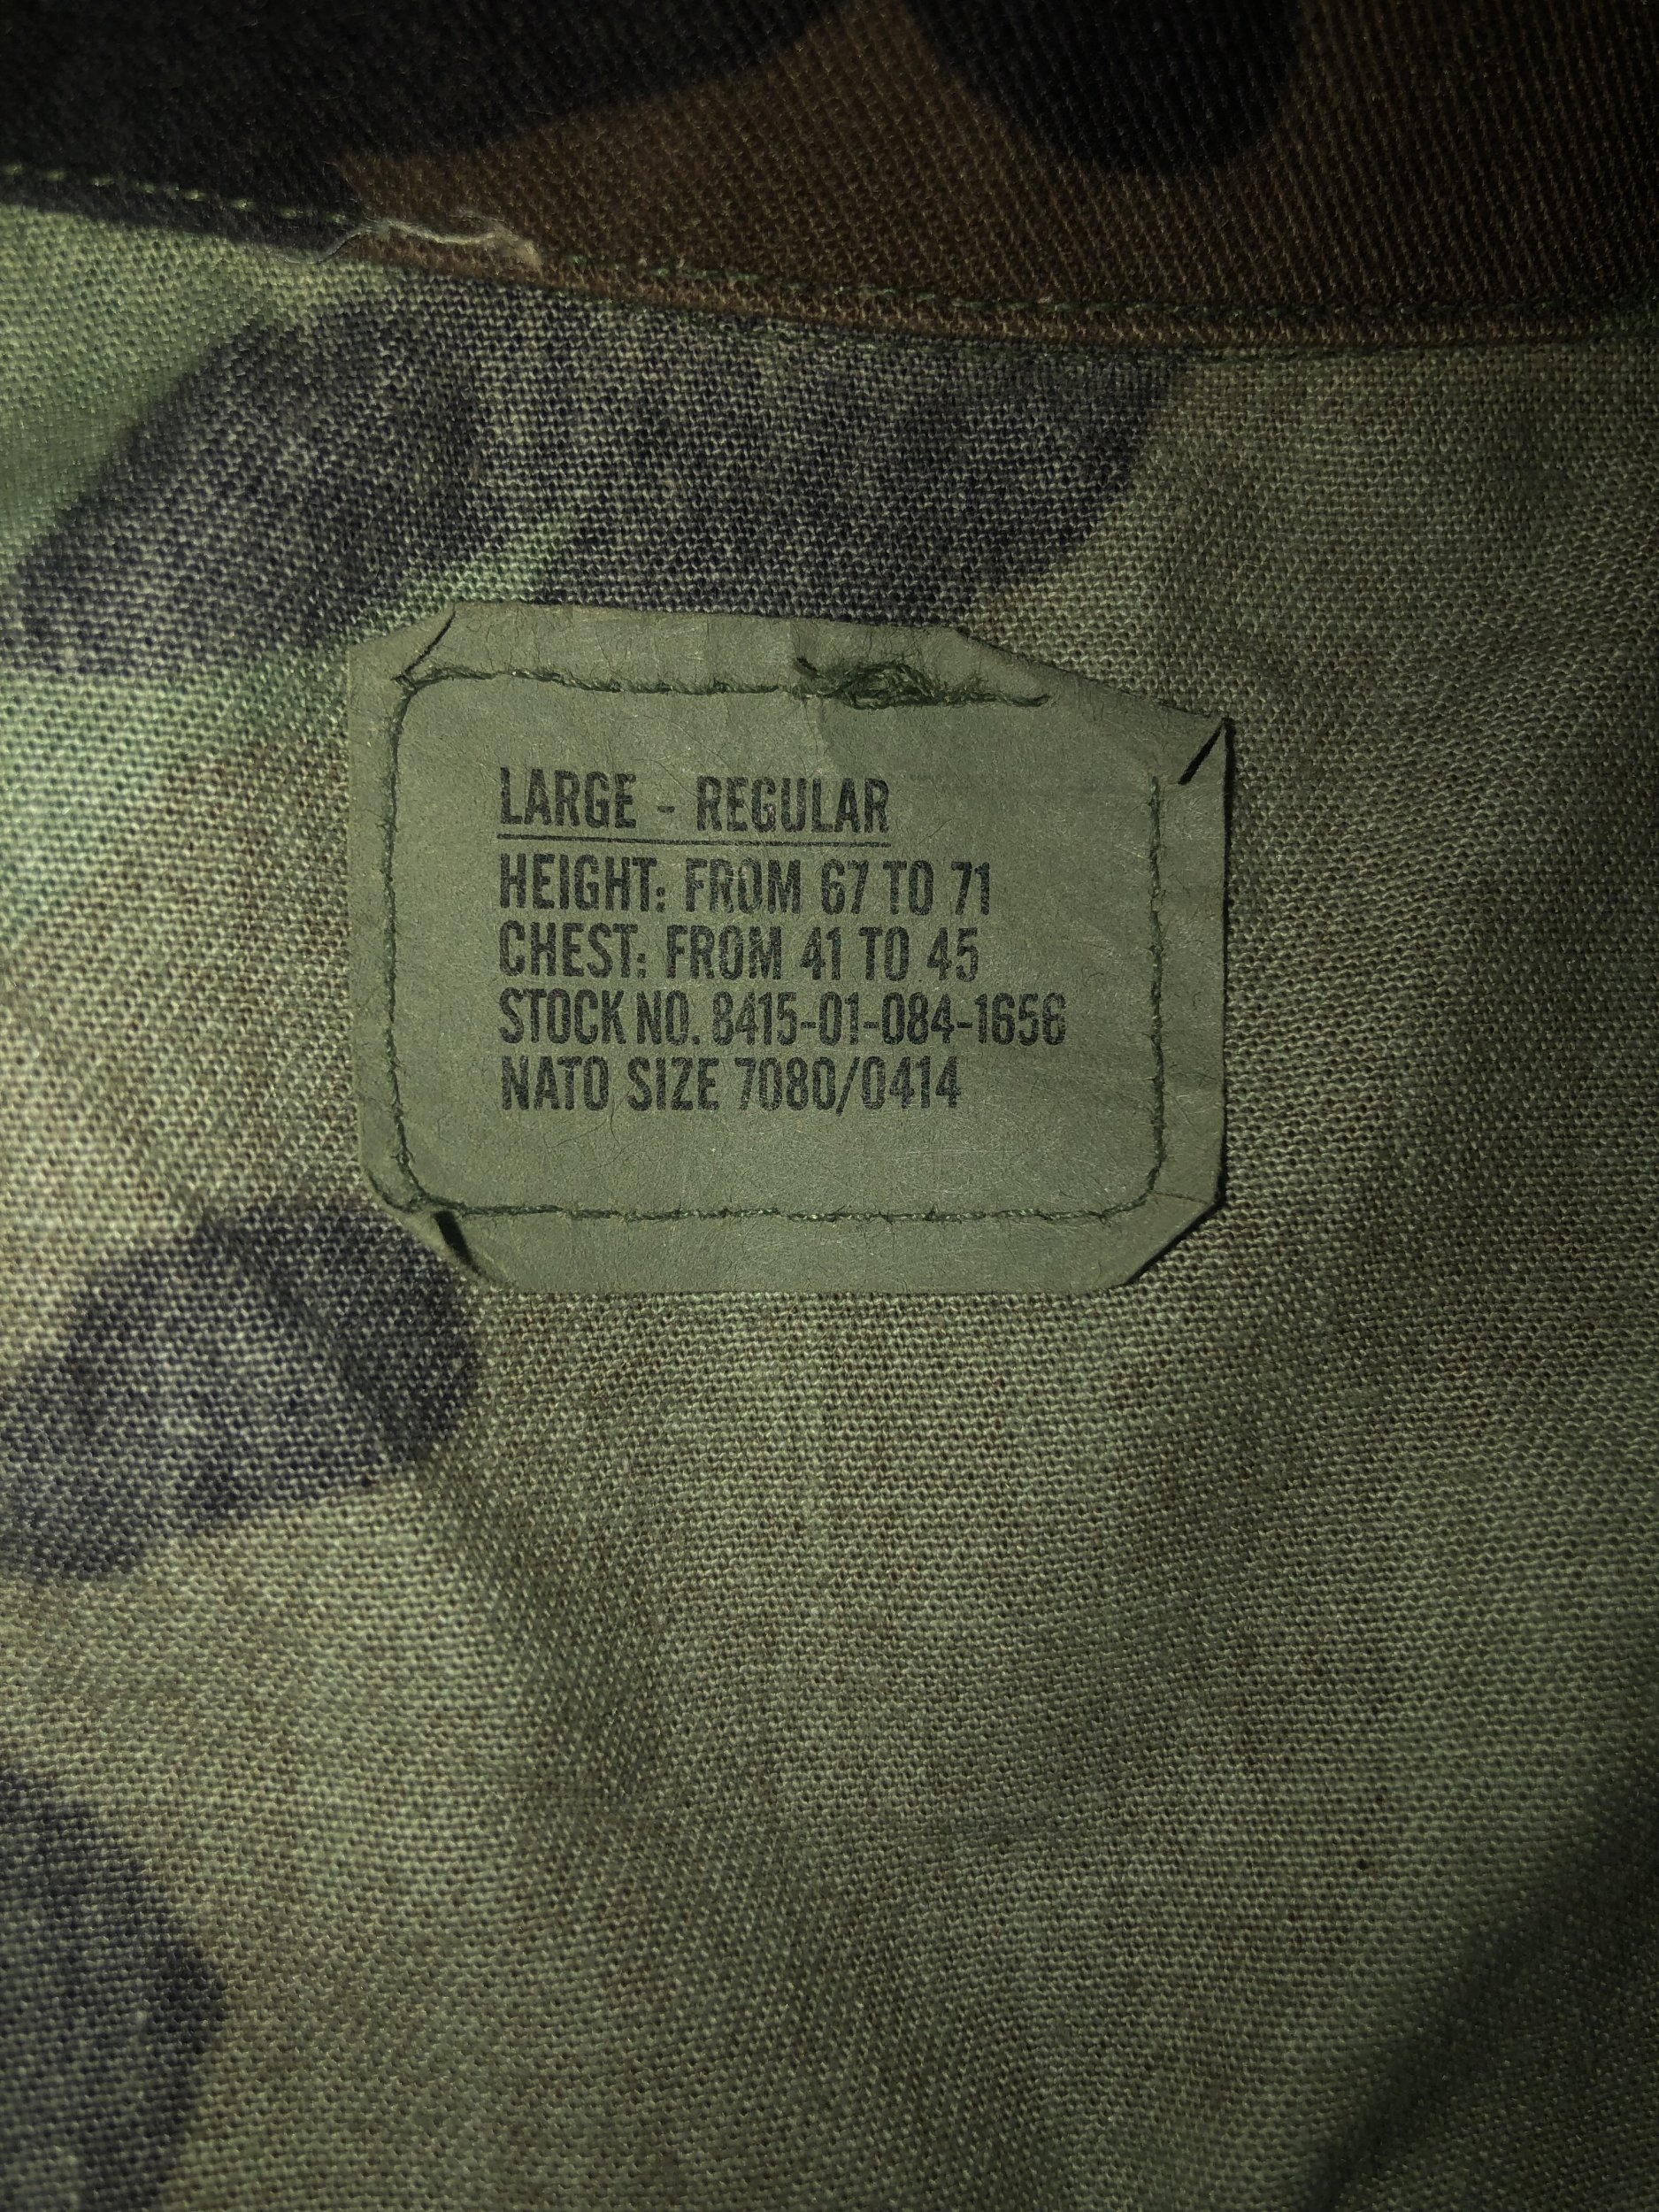 LARGE - REGULAR
HEIGHT: FROM 67 TO 71
CHEST: FROM 41 TO 45
STOCK NO. 8415-01-084-1656
NATO SIZE 7080/0414